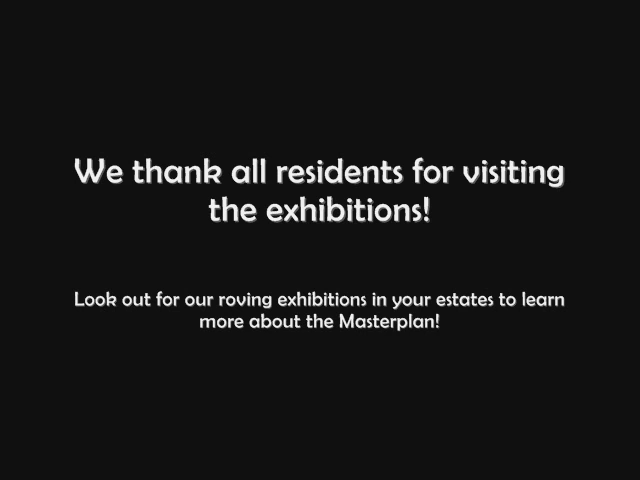 We thank all residents for visiting
the exhibitions!
Look out for our roving exhibitions in your estates to learn
more about the Masterplan!